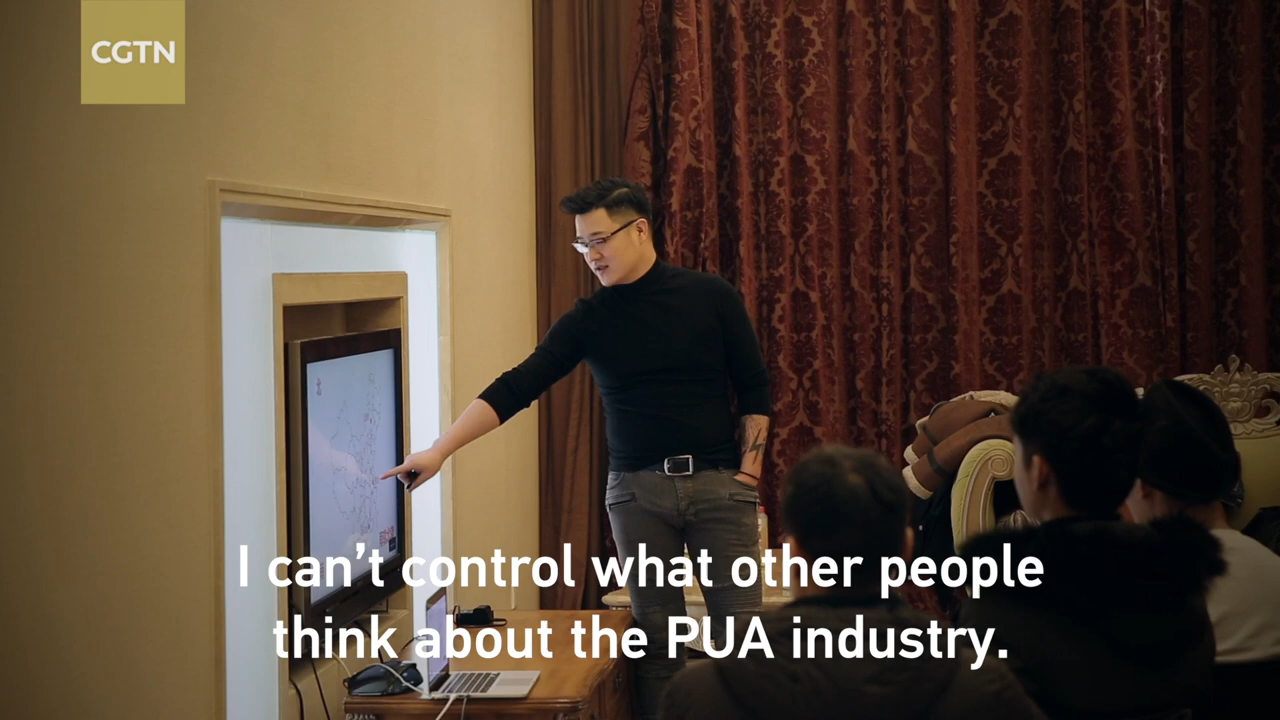 CGTN
I can't control what other people
think about the PUA industry.